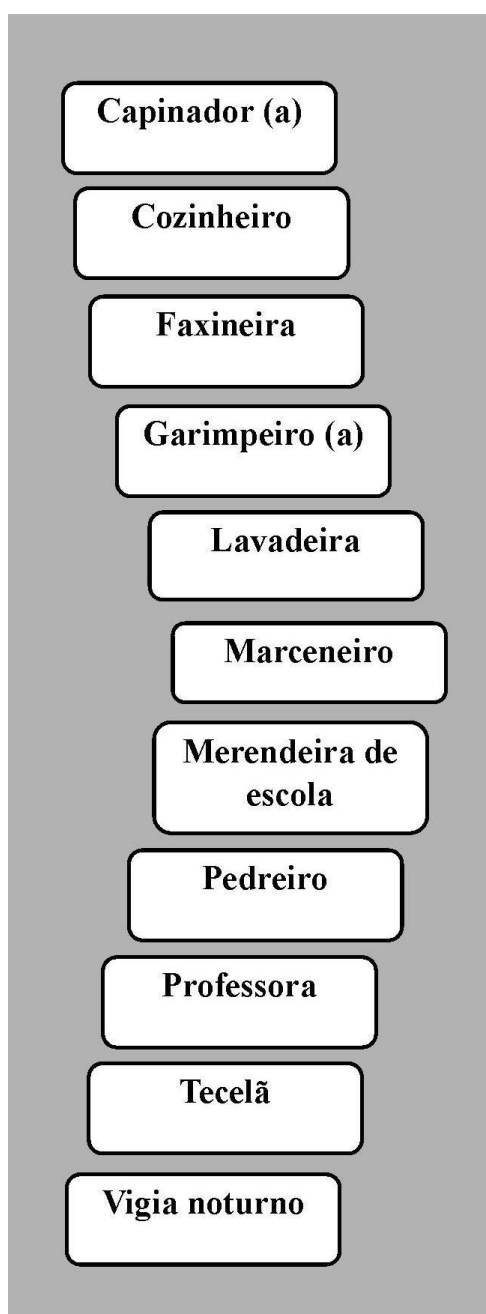 Capinador (a)
Cozinheiro
Faxineira
Garimpeiro (a)
Lavadeira
Marceneiro
Merendeira de
escola
Pedreiro
Professora
Tecelã
Vigia noturno